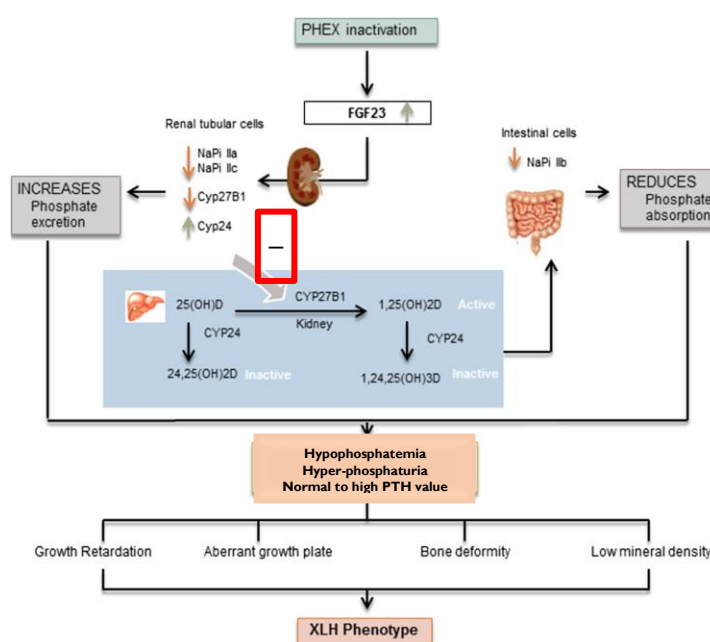 PHEX inactivation
FGF23
Renal tubular cells
NaPi IIa
NaPi IIc
Cyp27B1
Cyp24
Intestinal cells
NaPi IIb
INCREASES
Phosphate
excretion
REDUCES
Phosphate
absorption
–
25(OH)D
CYP27B1
Kidney
1,25(OH)2D
Active
CYP24
CYP24
24,25(OH)2D
Inactive
1,24,25(OH)3D
Inactive
Hypophosphatemia
Hyper-phosphaturia
Normal to high PTH value
Growth Retardation
Aberrant growth plate
Bone deformity
Low mineral density
XLH Phenotype